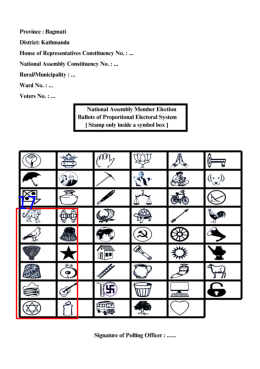 Province : Bagmati
District: Kathmandu
House of Representatives Constituency No. : ...
National Assembly Constituency No. : ...
Rural/Municipality : ...
Ward No. : ...
Voters No. : ...
National Assembly Member Election
Ballots of Proportional Electoral System
[ Stamp only inside a symbol box ]
Signature of Polling Officer : ......